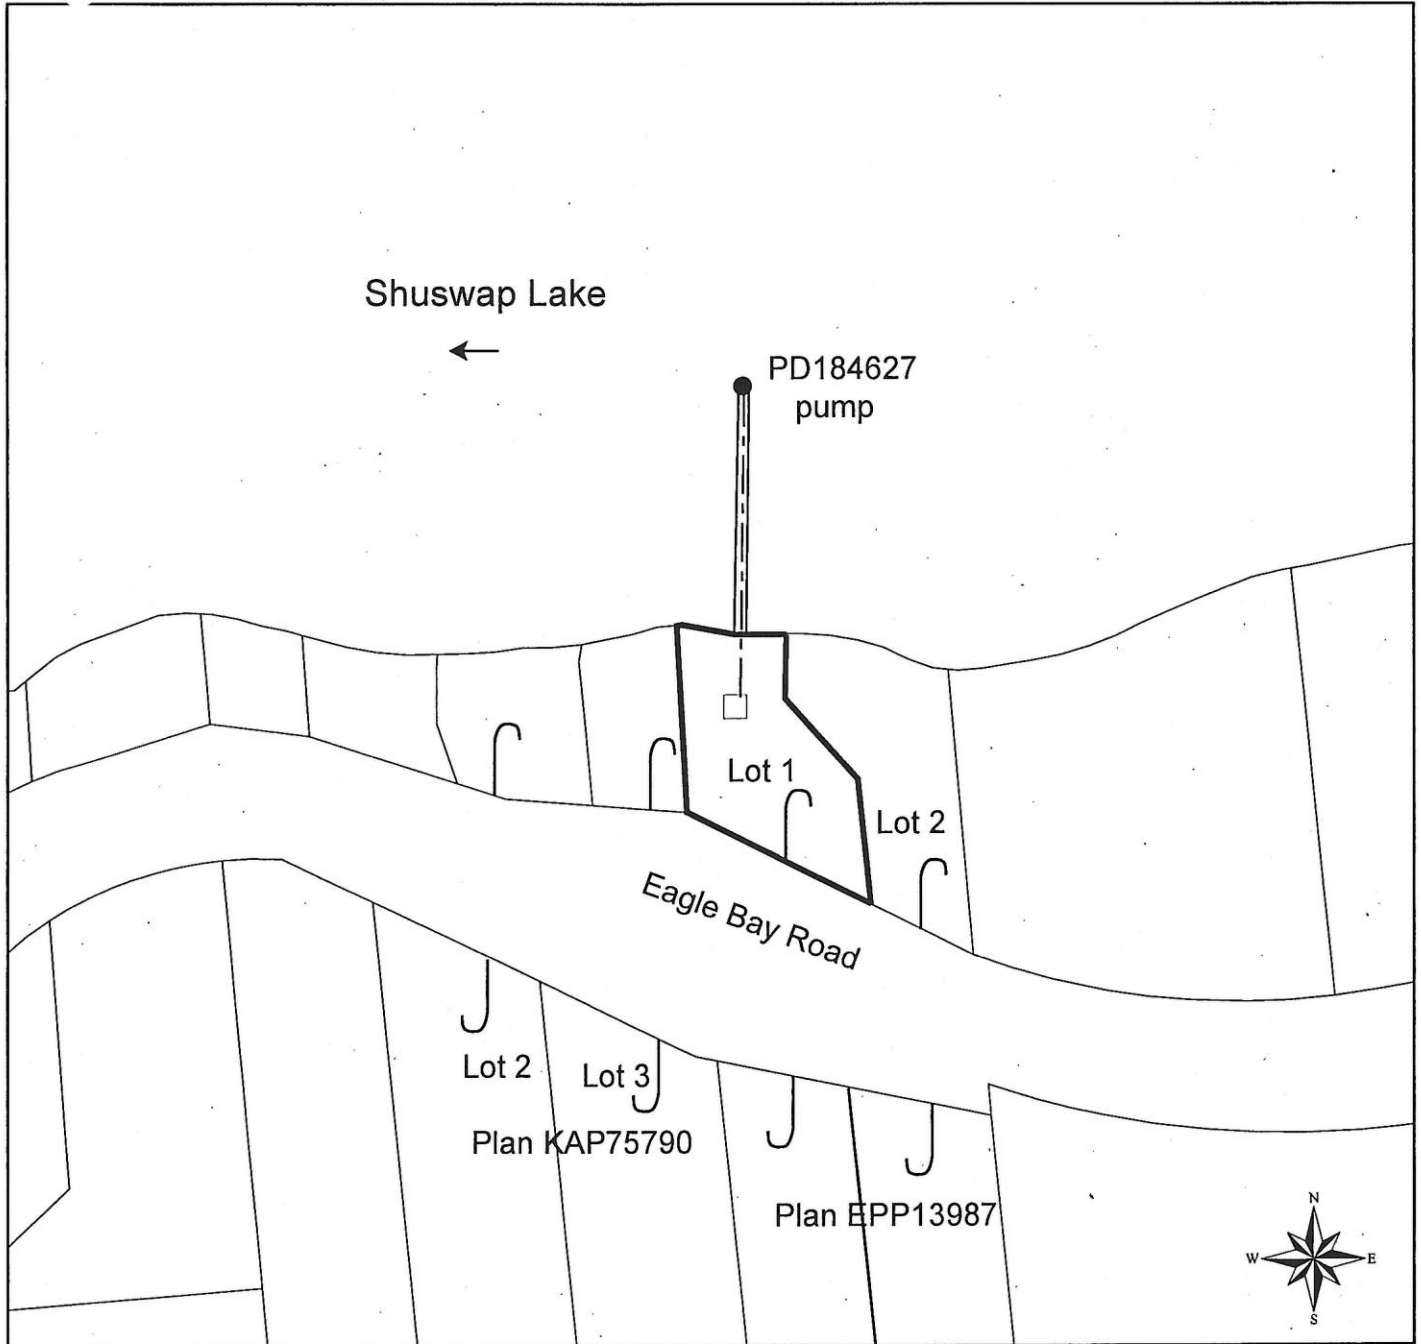 Shuswap Lake
PD184627
pump
Lot 1
Lot 2
Eagle Bay Road
Lot 2
Lot 3
Plan KAP75790
Plan EPP13987
N
W
E
S